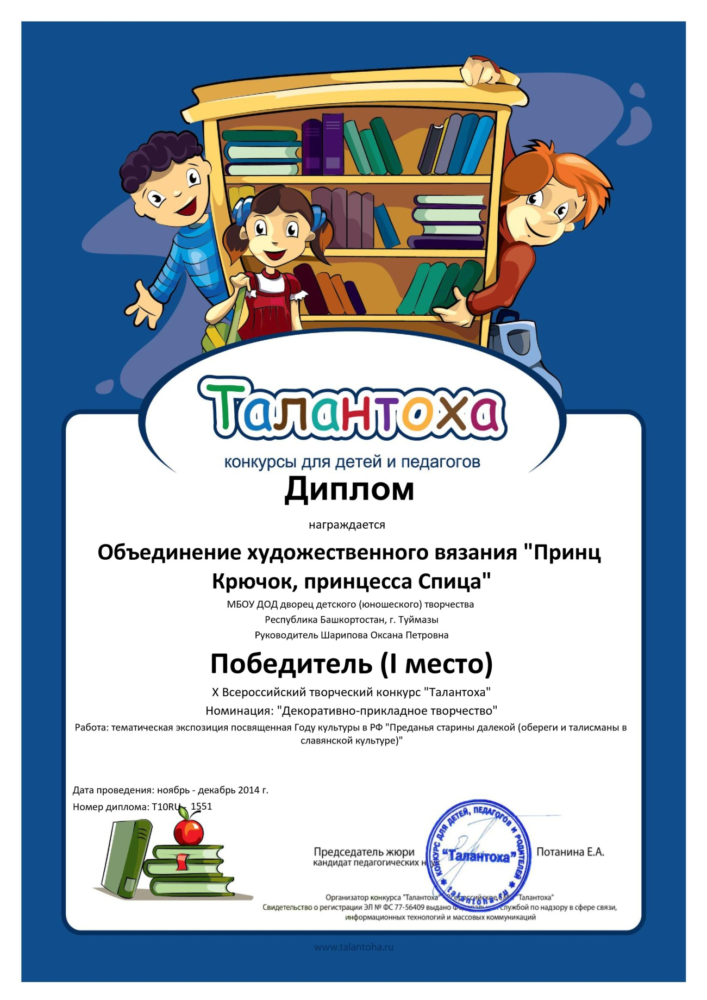 Талантоха
конкурсы для детей и педагогов
Диплом
награждается
Объединение художественного вязания "Принц
Крючок, принцесса Спица"
МБОУ ДОД дворец детского (юношеского) творчества
Республика Башкортостан, г. Туймазы
Руководитель Шарипова Оксана Петровна
Победитель (I место)
X Всероссийский творческий конкурс "Талантоха"
Номинация: "Декоративно-прикладное творчество"
Работа: тематическая экспозиция посвященная Году культуры в РФ "Преданья старины далекой (обереги и талисманы в
славянской культуре)"
Дата проведения: ноябрь - декабрь 2014 г.
Номер диплома: T10RU - 1551
КОНКУРС ДЛЯ ДЕТЕЙ, ПЕДАГОГОВ И РОДИТЕЛЕЙ
"Талантоха"
talantoha.ru
Председатель жюри Потанина Е.А.
кандидат педагогических наук
Организатор конкурса "Талантоха" Всероссийское СМИ "Талантоха"
Свидетельство о регистрации ЭЛ № ФС 77-56409 выдано Федеральной службой по надзору в сфере связи,
информационных технологий и массовых коммуникаций
www.talantoha.ru